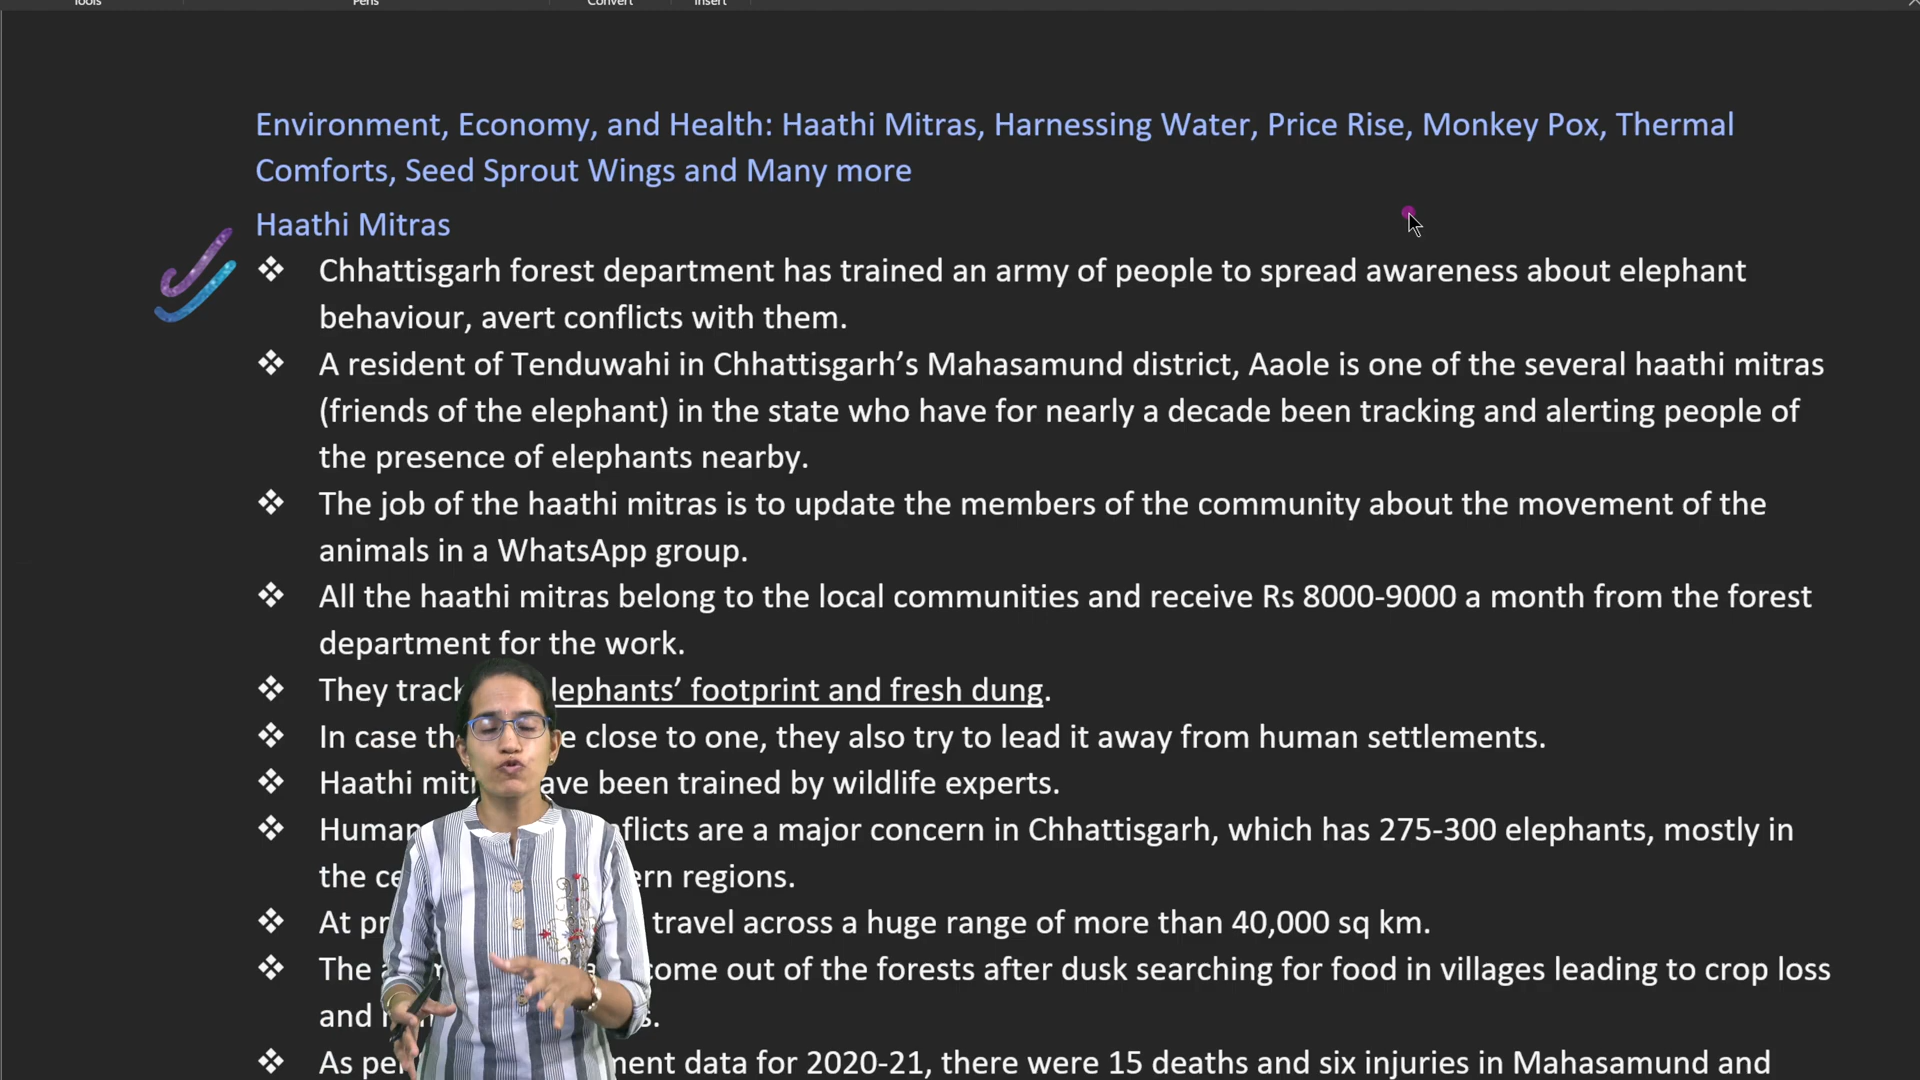 Tools Pens Convert Insert
Environment, Economy, and Health: Haathi Mitras, Harnessing Water, Price Rise, Monkey Pox, Thermal
Comforts, Seed Sprout Wings and Many more
Haathi Mitras
❖ Chhattisgarh forest department has trained an army of people to spread awareness about elephant
behaviour, avert conflicts with them.
❖ A resident of Tenduwahi in Chhattisgarh’s Mahasamund district, Aaole is one of the several haathi mitras
(friends of the elephant) in the state who have for nearly a decade been tracking and alerting people of
the presence of elephants nearby.
❖ The job of the haathi mitras is to update the members of the community about the movement of the
animals in a WhatsApp group.
❖ All the haathi mitras belong to the local communities and receive Rs 8000-9000 a month from the forest
department for the work.
❖ They track lephants’ footprint and fresh dung.
❖ In case th e close to one, they also try to lead it away from human settlements.
❖ Haathi mit ave been trained by wildlife experts.
❖ Human nflicts are a major concern in Chhattisgarh, which has 275-300 elephants, mostly in
the ce ern regions.
❖ At pr travel across a huge range of more than 40,000 sq km.
❖ The come out of the forests after dusk searching for food in villages leading to crop loss
and
❖ As pe ment data for 2020-21, there were 15 deaths and six injuries in Mahasamund and